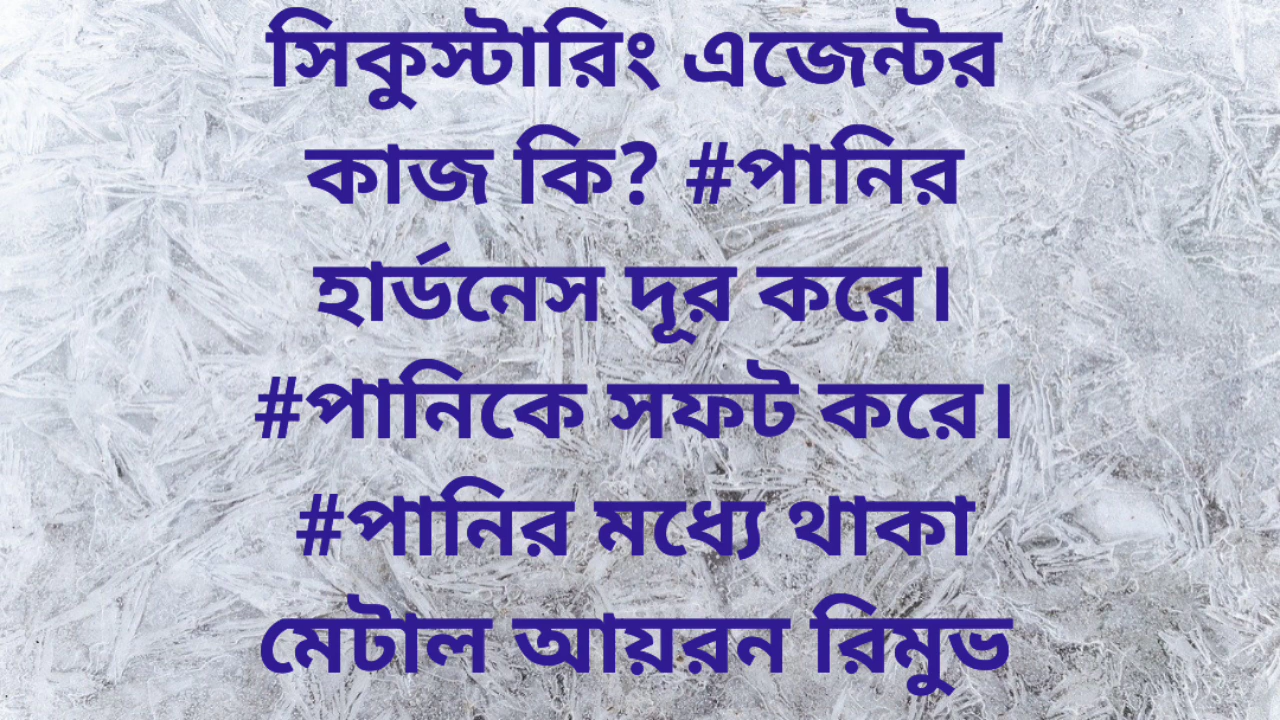 সিকুস্টারিং এজেন্টর
কাজ কি? #পানির
হার্ডনেস দূর করে।
#পানিকে সফট করে।
#পানির মধ্যে থাকা
মেটাল আয়রন রিমুভ